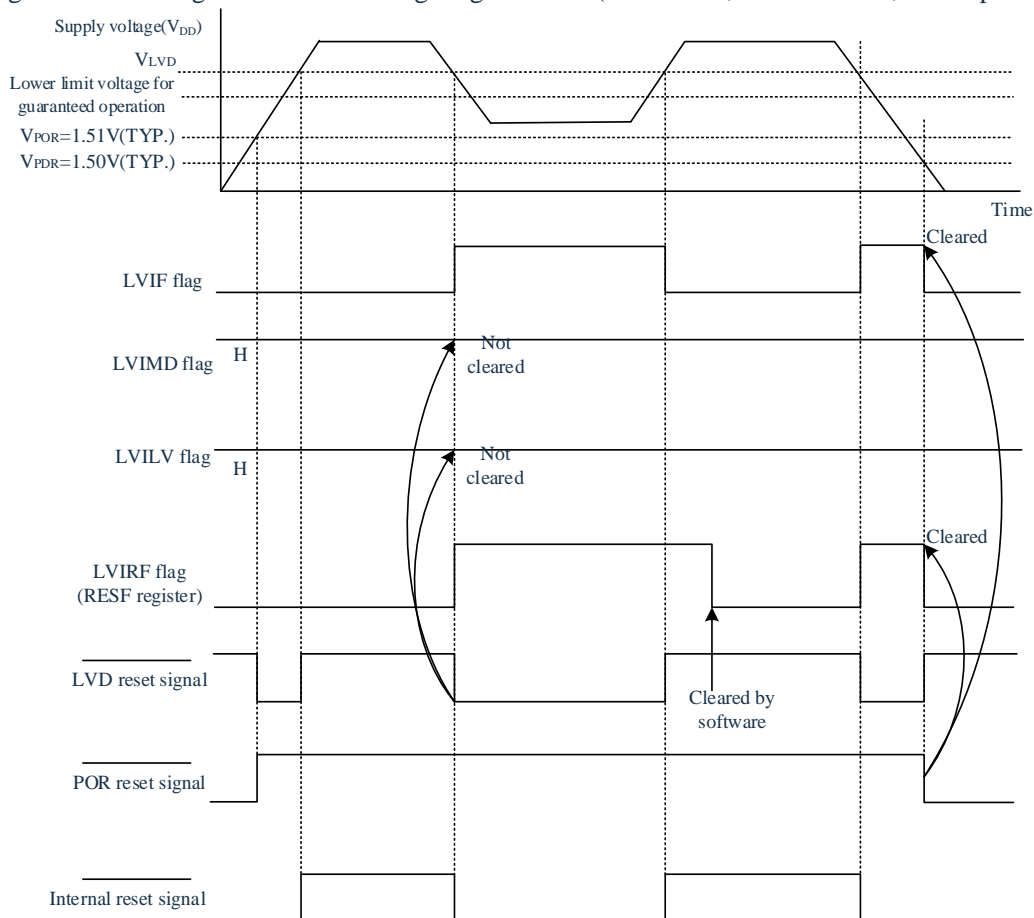 Supply voltage(VDD)
VLVD
Lower limit voltage for
guaranteed operation
VPOR=1.51V(TYP.)
VPDR=1.50V(TYP.)
Time
Cleared
LVIF flag
H
Not
cleared
LVIMD flag
H
Not
cleared
LVILV flag
Cleared
LVIRF flag
(RESF register)
LVD reset signal
Cleared by
software
POR reset signal
Internal reset signal